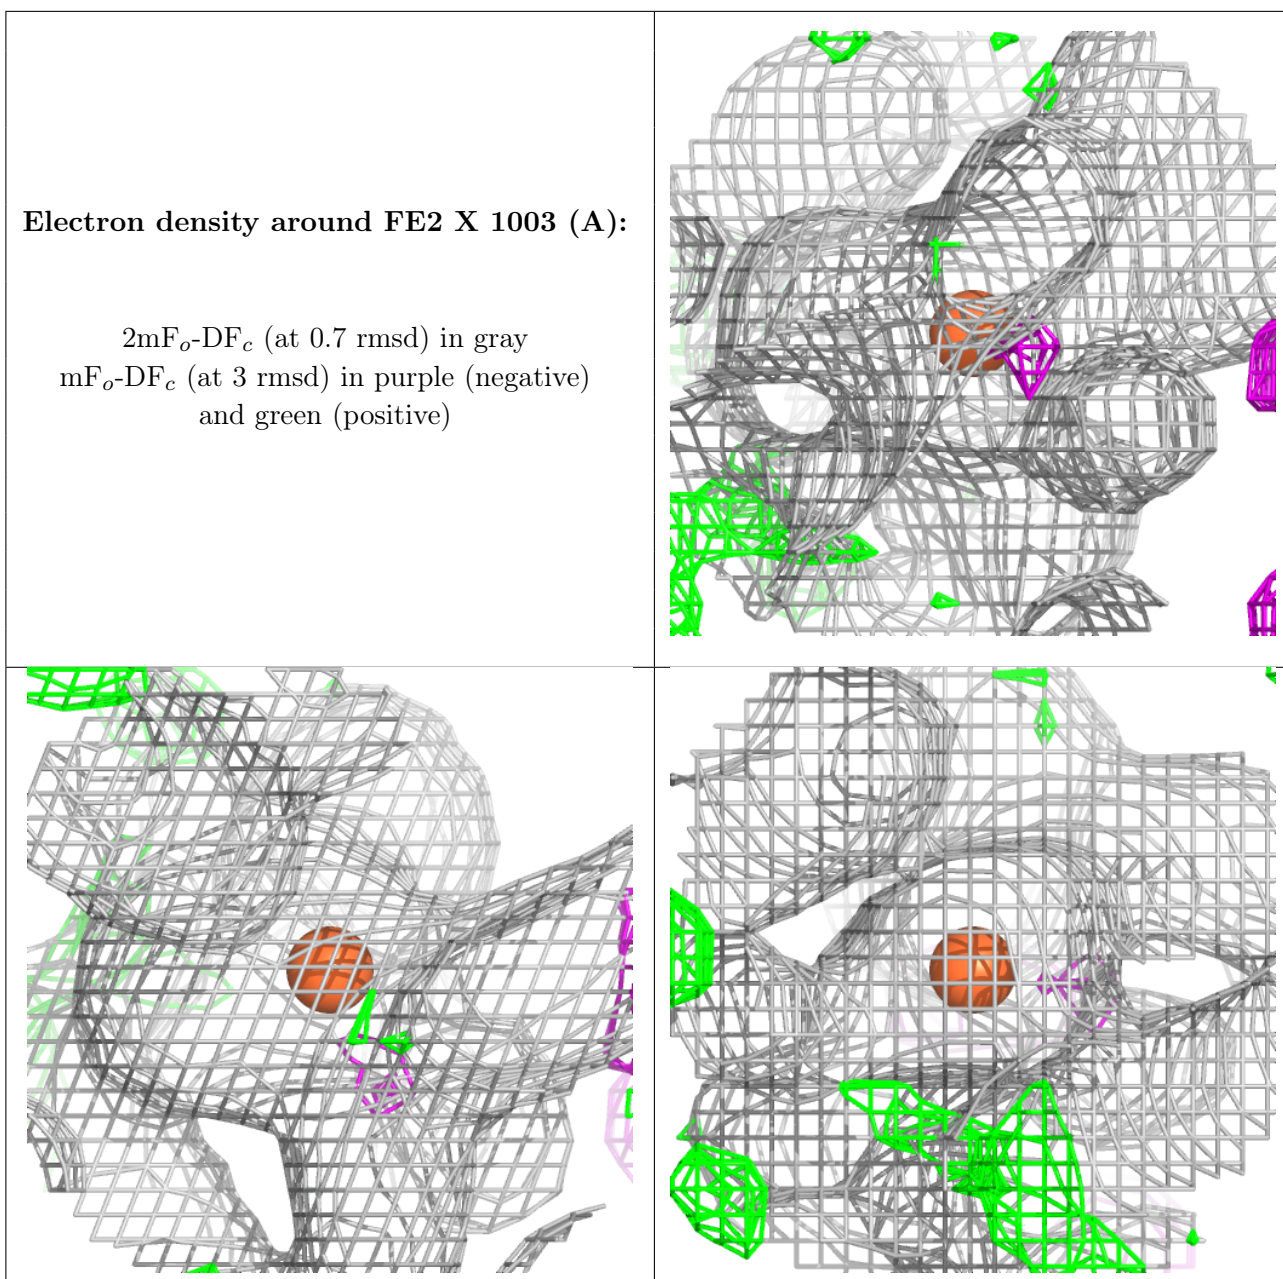 Electron density around FE2 X 1003 (A):
2mFo-DFc (at 0.7 rmsd) in gray
mFo-DFc (at 3 rmsd) in purple (negative)
and green (positive)